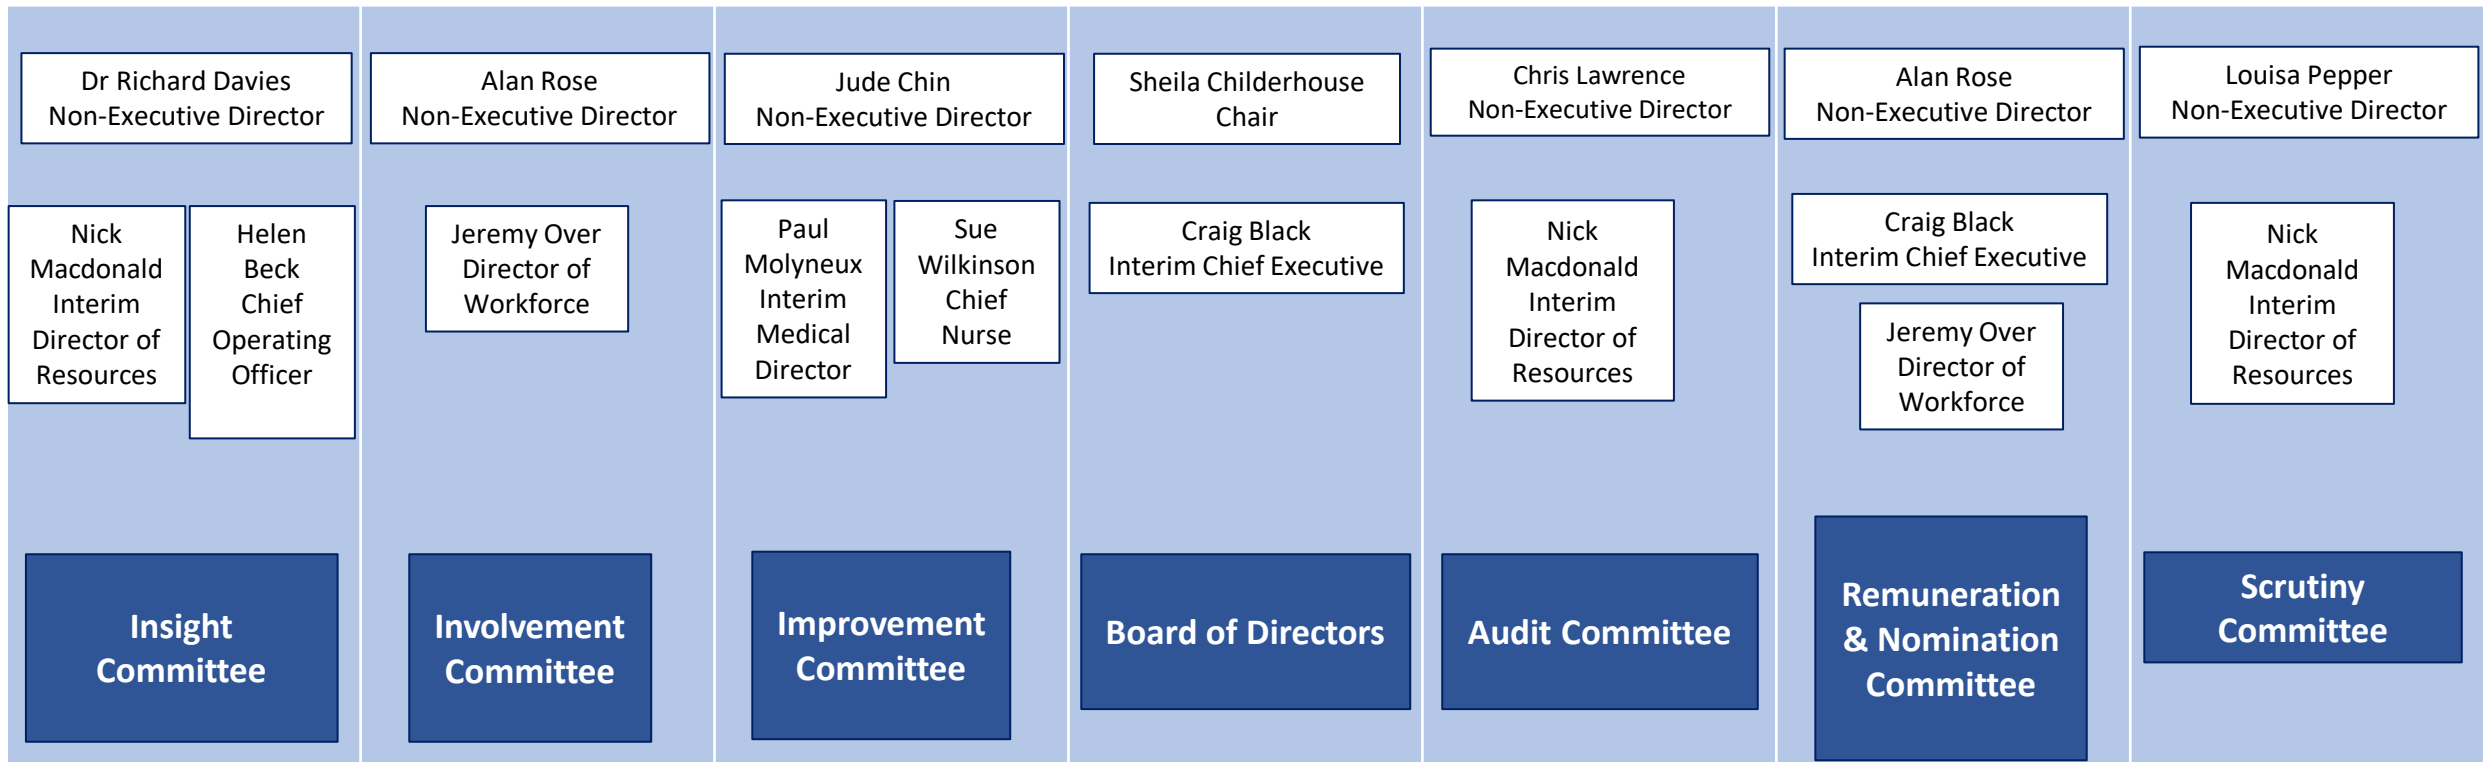 Dr Richard Davies
Non-Executive Director
Nick
Macdonald
Interim
Director of
Resources
Helen
Beck
Chief
Operating
Officer
Insight
Committee
Alan Rose
Non-Executive Director
Jeremy Over
Director of
Workforce
Involvement
Committee
Jude Chin
Non-Executive Director
Paul
Molyneux
Interim
Medical
Director
Sue
Wilkinson
Chief
Nurse
Improvement
Committee
Sheila Childerhouse
Chair
Craig Black
Interim Chief Executive
Board of Directors
Chris Lawrence
Non-Executive Director
Nick
Macdonald
Interim
Director of
Resources
Audit Committee
Alan Rose
Non-Executive Director
Craig Black
Interim Chief Executive
Jeremy Over
Director of
Workforce
Remuneration
& Nomination
Committee
Louisa Pepper
Non-Executive Director
Nick
Macdonald
Interim
Director of
Resources
Scrutiny
Committee